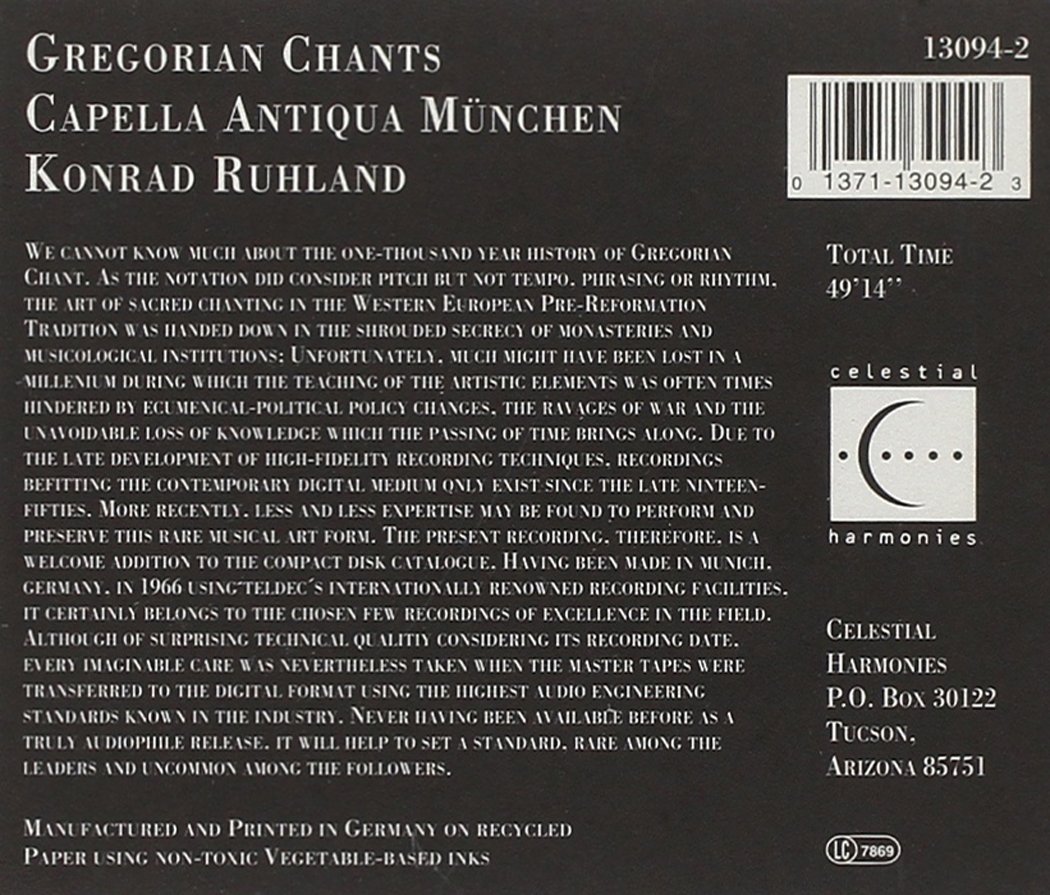 GREGORIAN CHANTS
CAPELLA ANTIQUA MÜNCHEN
KONRAD RUHLAND
13094-2
0 1371-13094-2 3
WE CANNOT KNOW MUCH ABOUT THE ONE-THOUSAND YEAR HISTORY OF GREGORIAN
CHANT. AS THE NOTATION DID CONSIDER PITCH BUT NOT TEMPO, PHRASING OR RHYTHM,
THE ART OF SACRED CHANTING IN THE WESTERN EUROPEAN PRE-REFORMATION
TRADITION WAS HANDED DOWN IN THE SHROUDED SECRECY OF MONASTERIES AND
MUSICOLOGICAL INSTITUTIONS: UNFORTUNATELY, MUCH MIGHT HAVE BEEN LOST IN A
MILLENIUM DURING WHICH THE TEACHING OF THE ARTISTIC ELEMENTS WAS OFTEN TIMES
HINDERED BY ECUMENICAL-POLITICAL POLICY CHANGES, THE RAVAGES OF WAR AND THE
UNAVOIDABLE LOSS OF KNOWLEDGE WHICH THE PASSING OF TIME BRINGS ALONG. DUE TO
THE LATE DEVELOPMENT OF HIGH-FIDELITY RECORDING TECHNIQUES, RECORDINGS
BEFITTING THE CONTEMPORARY DIGITAL MEDIUM ONLY EXIST SINCE THE LATE NINTEEN-
FIFTIES. MORE RECENTLY, LESS AND LESS EXPERTISE MAY BE FOUND TO PERFORM AND
PRESERVE THIS RARE MUSICAL ART FORM. THE PRESENT RECORDING, THEREFORE, IS A
WELCOME ADDITION TO THE COMPACT DISK CATALOGUE. HAVING BEEN MADE IN MUNICH,
GERMANY, IN 1966 USING TELDEC'S INTERNATIONALLY RENOWNED RECORDING FACILITIES,
IT CERTAINLY BELONGS TO THE CHOSEN FEW RECORDINGS OF EXCELLENCE IN THE FIELD.
ALTHOUGH OF SURPRISING TECHNICAL QUALITIY CONSIDERING ITS RECORDING DATE,
EVERY IMAGINABLE CARE WAS NEVERTHELESS TAKEN WHEN THE MASTER TAPES WERE
TRANSFERRED TO THE DIGITAL FORMAT USING THE HIGHEST AUDIO ENGINEERING
STANDARDS KNOWN IN THE INDUSTRY. NEVER HAVING BEEN AVAILABLE BEFORE AS A
TRULY AUDIOPHILE RELEASE, IT WILL HELP TO SET A STANDARD, RARE AMONG THE
LEADERS AND UNCOMMON AMONG THE FOLLOWERS.
MANUFACTURED AND PRINTED IN GERMANY ON RECYCLED
PAPER USING NON-TOXIC VEGETABLE-BASED INKS
TOTAL TIME
49'14''
celestial
harmonies
CELESTIAL
HARMONIES
P.O. BOX 30122
TUCSON,
ARIZONA 85751
LC 7869